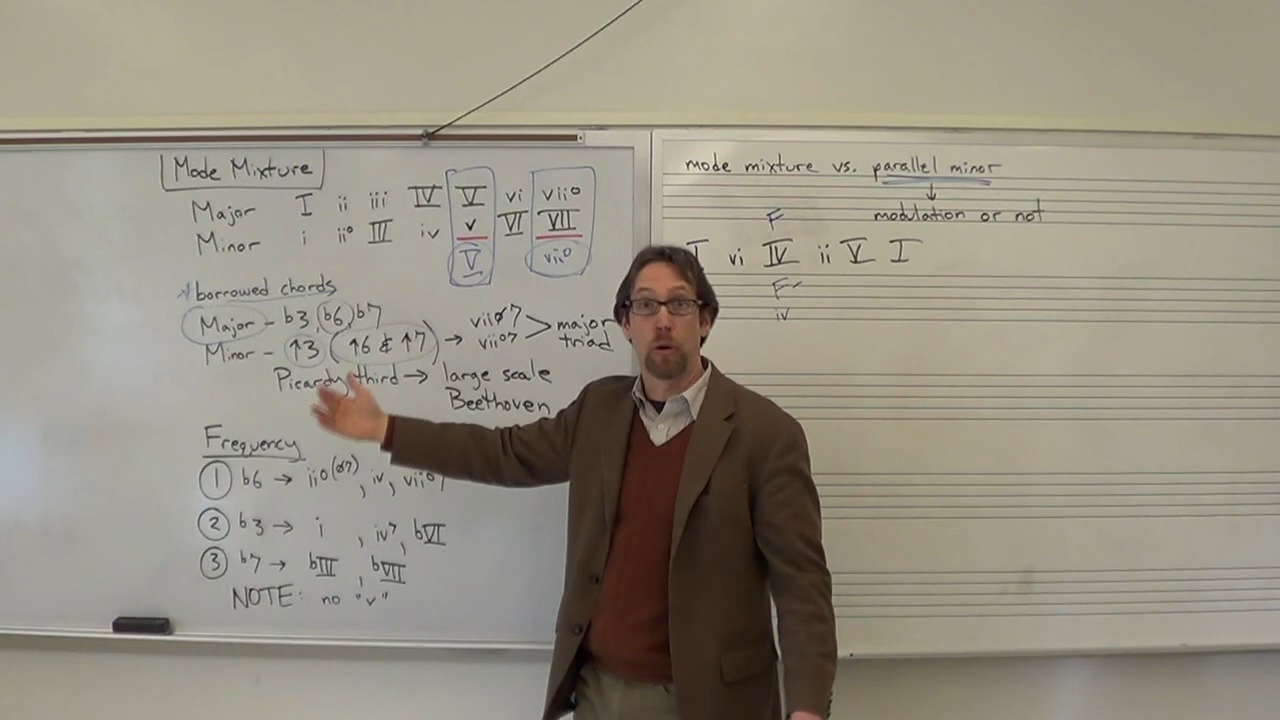 Mode Mixture
Major I ii iii IV V vi vii°
Minor i ii° III iv v VI VII
V vii°
borrowed chords
Major - b3, b6, b7
Minor - ↑3 (↑6 & ↑7) → viiø7 vii°7 > major triad
Picardy third → large scale
Beethoven
Frequency
① b6 → ii°(ø7), iv, vii°7
② b3 → i, iv7, bVI
③ b7 → bIII, bVII
NOTE: no "v"
mode mixture vs. parallel minor
↓
modulation or not
F
I vi IV ii V I
F-
iv